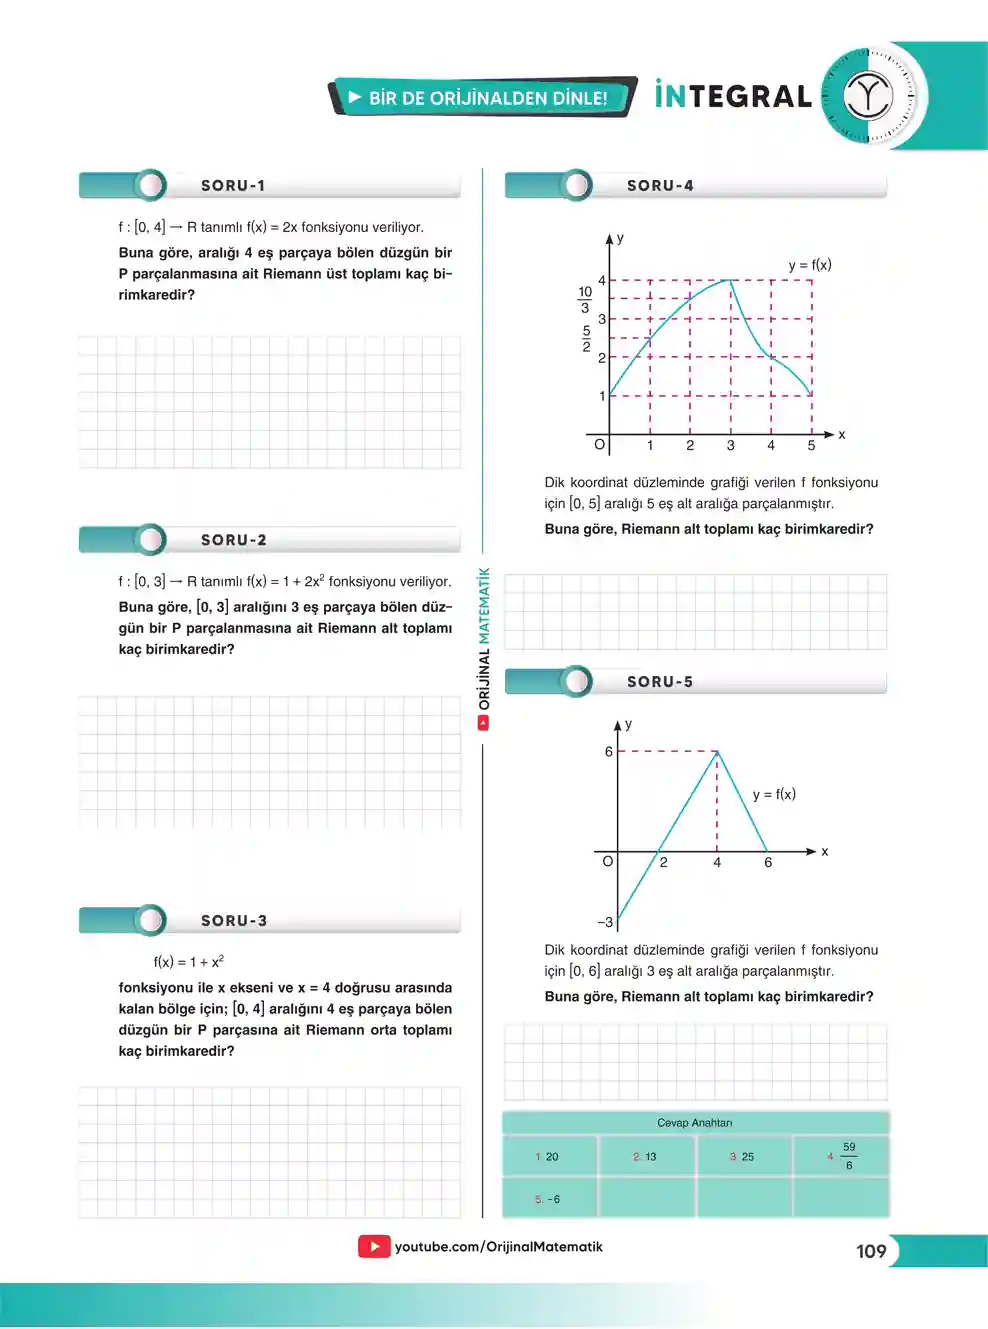 BİR DE ORİJİNALDEN DİNLE!
İNTEGRAL
SORU-1
f : [0, 4] → R tanımlı f(x) = 2x fonksiyonu veriliyor.
Buna göre, aralığı 4 eş parçaya bölen düzgün bir
P parçalanmasına ait Riemann üst toplamı kaç bi-
rimkaredir?
SORU-2
f : [0, 3] → R tanımlı f(x) = 1 + 2x² fonksiyonu veriliyor.
Buna göre, [0, 3] aralığını 3 eş parçaya bölen düz-
gün bir P parçalanmasına ait Riemann alt toplamı
kaç birimkaredir?
SORU-3
f(x) = 1 + x²
fonksiyonu ile x ekseni ve x = 4 doğrusu arasında
kalan bölge için; [0, 4] aralığını 4 eş parçaya bölen
düzgün bir P parçasına ait Riemann orta toplamı
kaç birimkaredir?
ORİJİNAL MATEMATİK
SORU-4
y
y = f(x)
4
10/3
3
5/2
2
1
O 1 2 3 4 5 x
Dik koordinat düzleminde grafiği verilen f fonksiyonu
için [0, 5] aralığı 5 eş alt aralığa parçalanmıştır.
Buna göre, Riemann alt toplamı kaç birimkaredir?
SORU-5
y
6
y = f(x)
O 2 4 6 x
–3
Dik koordinat düzleminde grafiği verilen f fonksiyonu
için [0, 6] aralığı 3 eş alt aralığa parçalanmıştır.
Buna göre, Riemann alt toplamı kaç birimkaredir?
Cevap Anahtarı
1. 20 2. 13 3. 25 4. 59/6
5. –6
youtube.com/OrijinalMatematik
109